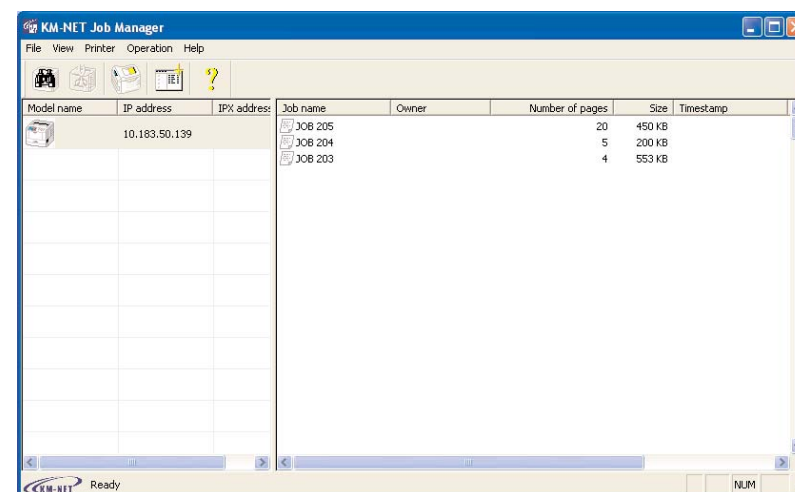 KM-NET Job Manager
File View Printer Operation Help
Model name IP address IPX address Job name Owner Number of pages Size Timestamp
10.183.50.139
JOB 205 20 450 KB
JOB 204 5 200 KB
JOB 203 4 553 KB
KM-NET Ready NUM